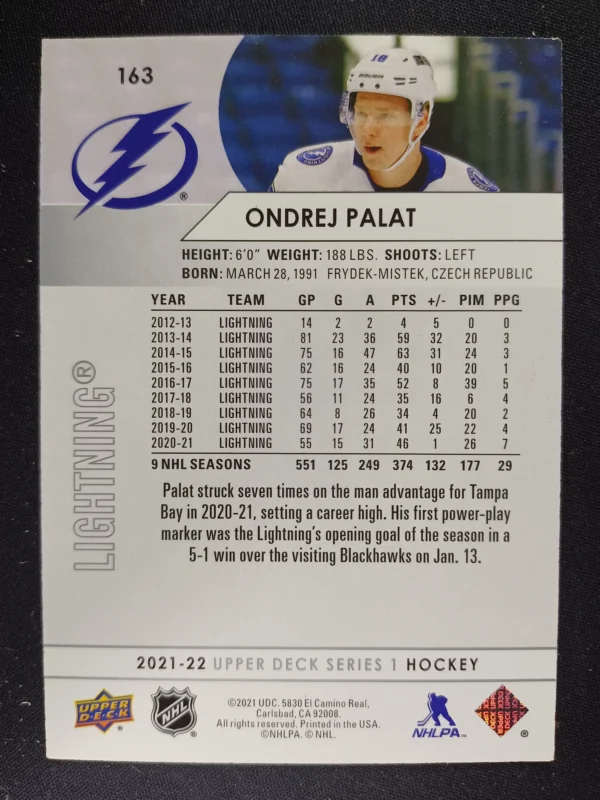 163
18
BAUER
ONDREJ PALAT
HEIGHT: 6'0" WEIGHT: 188 LBS. SHOOTS: LEFT
BORN: MARCH 28, 1991 FRYDEK-MISTEK, CZECH REPUBLIC
YEAR TEAM GP G A PTS +/- PIM PPG
2012-13 LIGHTNING 14 2 2 4 5 0 0
2013-14 LIGHTNING 81 23 36 59 32 20 3
2014-15 LIGHTNING 75 16 47 63 31 24 3
2015-16 LIGHTNING 62 16 24 40 10 20 1
2016-17 LIGHTNING 75 17 35 52 8 39 5
2017-18 LIGHTNING 56 11 24 35 16 6 4
2018-19 LIGHTNING 64 8 26 34 4 20 2
2019-20 LIGHTNING 69 17 24 41 25 22 4
2020-21 LIGHTNING 55 15 31 46 1 26 7
9 NHL SEASONS 551 125 249 374 132 177 29
LIGHTNING®
Palat struck seven times on the man advantage for Tampa
Bay in 2020-21, setting a career high. His first power-play
marker was the Lightning's opening goal of the season in a
5-1 win over the visiting Blackhawks on Jan. 13.
2021-22 UPPER DECK SERIES 1 HOCKEY
UPPER
DECK
®
NHL
®
©2021 UDC. 5830 El Camino Real,
Carlsbad, CA 92008.
All rights reserved. Printed in the USA.
©NHLPA. © NHL.
NHLPA
®